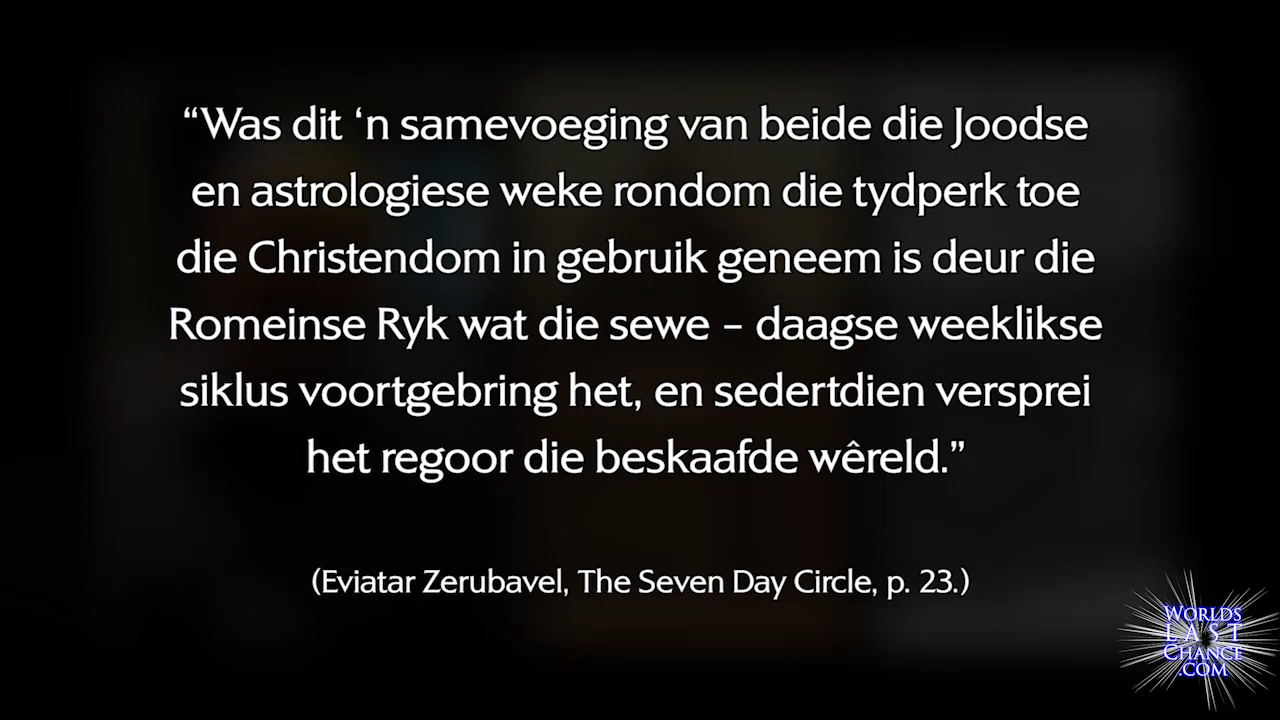 “Was dit ‘n samevoeging van beide die Joodse
en astrologiese weke rondom die tydperk toe
die Christendom in gebruik geneem is deur die
Romeinse Ryk wat die sewe – daagse weeklikse
siklus voortgebring het, en sedertdien versprei
het regoor die beskaafde wêreld.”
(Eviatar Zerubavel, The Seven Day Circle, p. 23.)
WORLDS
LAST
CHANCE
.COM